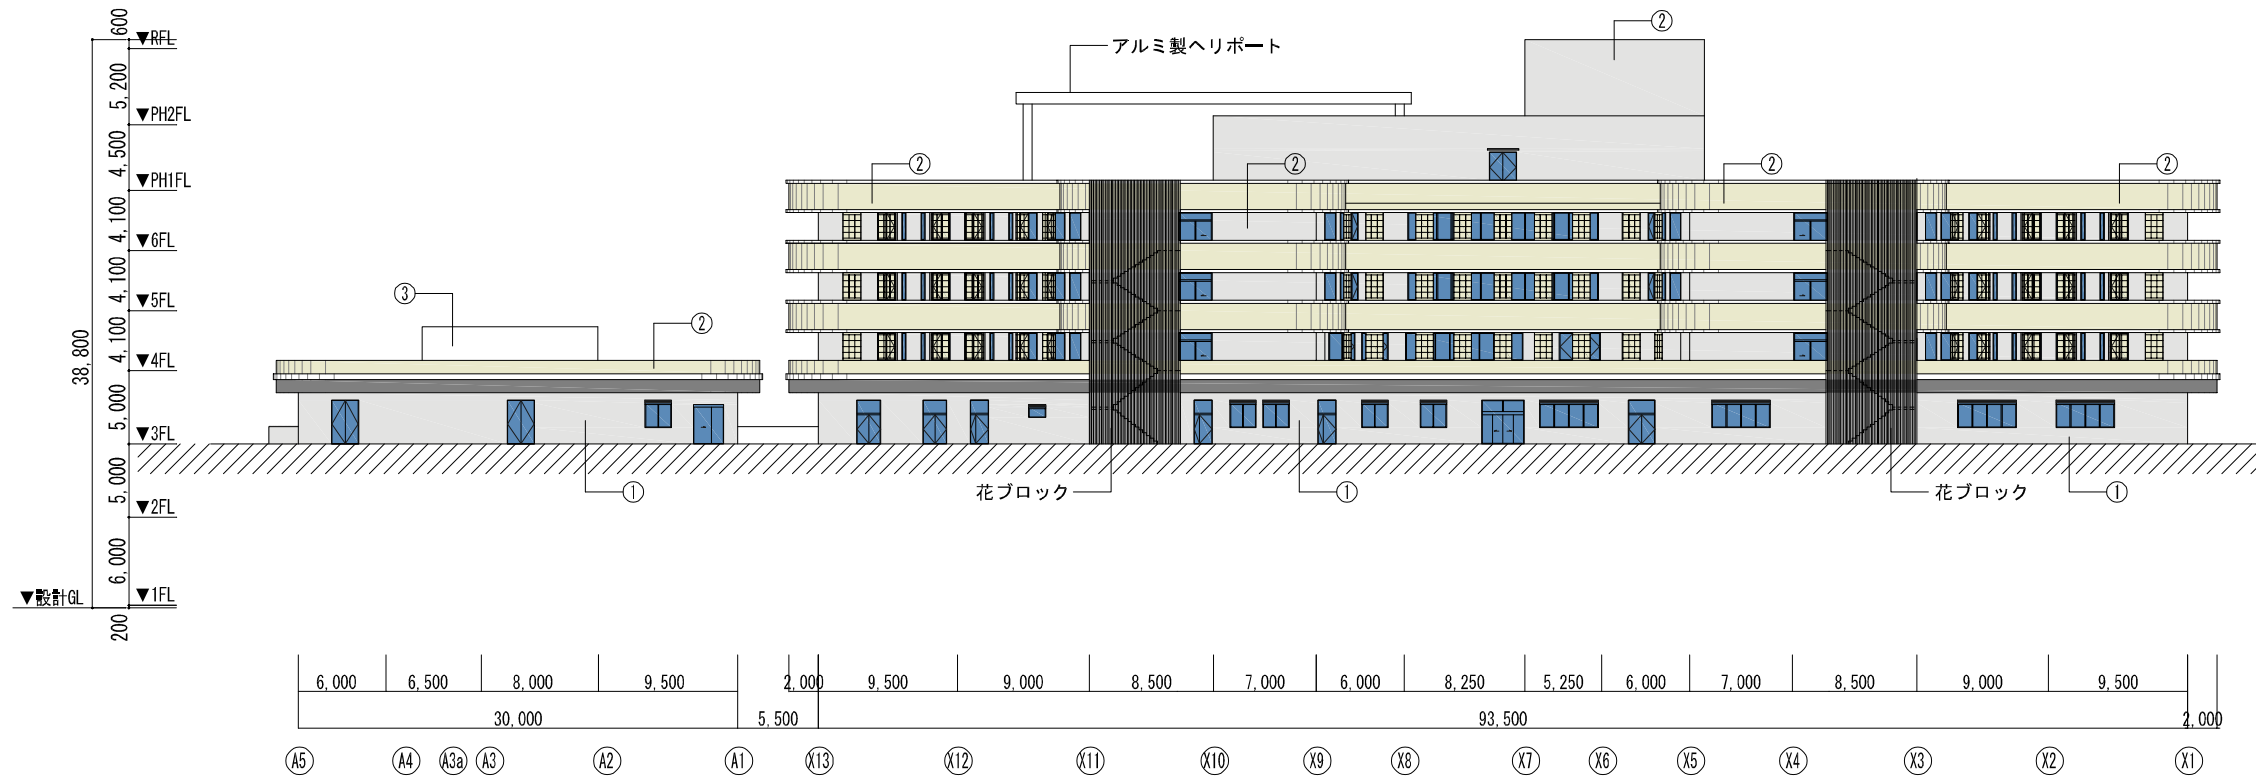 600
▼RFL
②
アルミ製ヘリポート
5,200
▼PH2FL
4,500
② ② ② ②
▼PH1FL
4,100
▼6FL
4,100
③
▼5FL
②
4,100
38,800
▼4FL
5,000
▼3FL
5,000
① 花ブロック ① 花ブロック ①
▼2FL
6,000
▼設計GL
▼1FL
200
6,000 6,500 8,000 9,500 2,000 9,500 9,000 8,500 7,000 6,000 8,250 5,250 6,000 7,000 8,500 9,000 9,500
30,000 5,500 93,500 2,000
A5 A4 A3a A3 A2 A1 X13 X12 X11 X10 X9 X8 X7 X6 X5 X4 X3 X2 X1